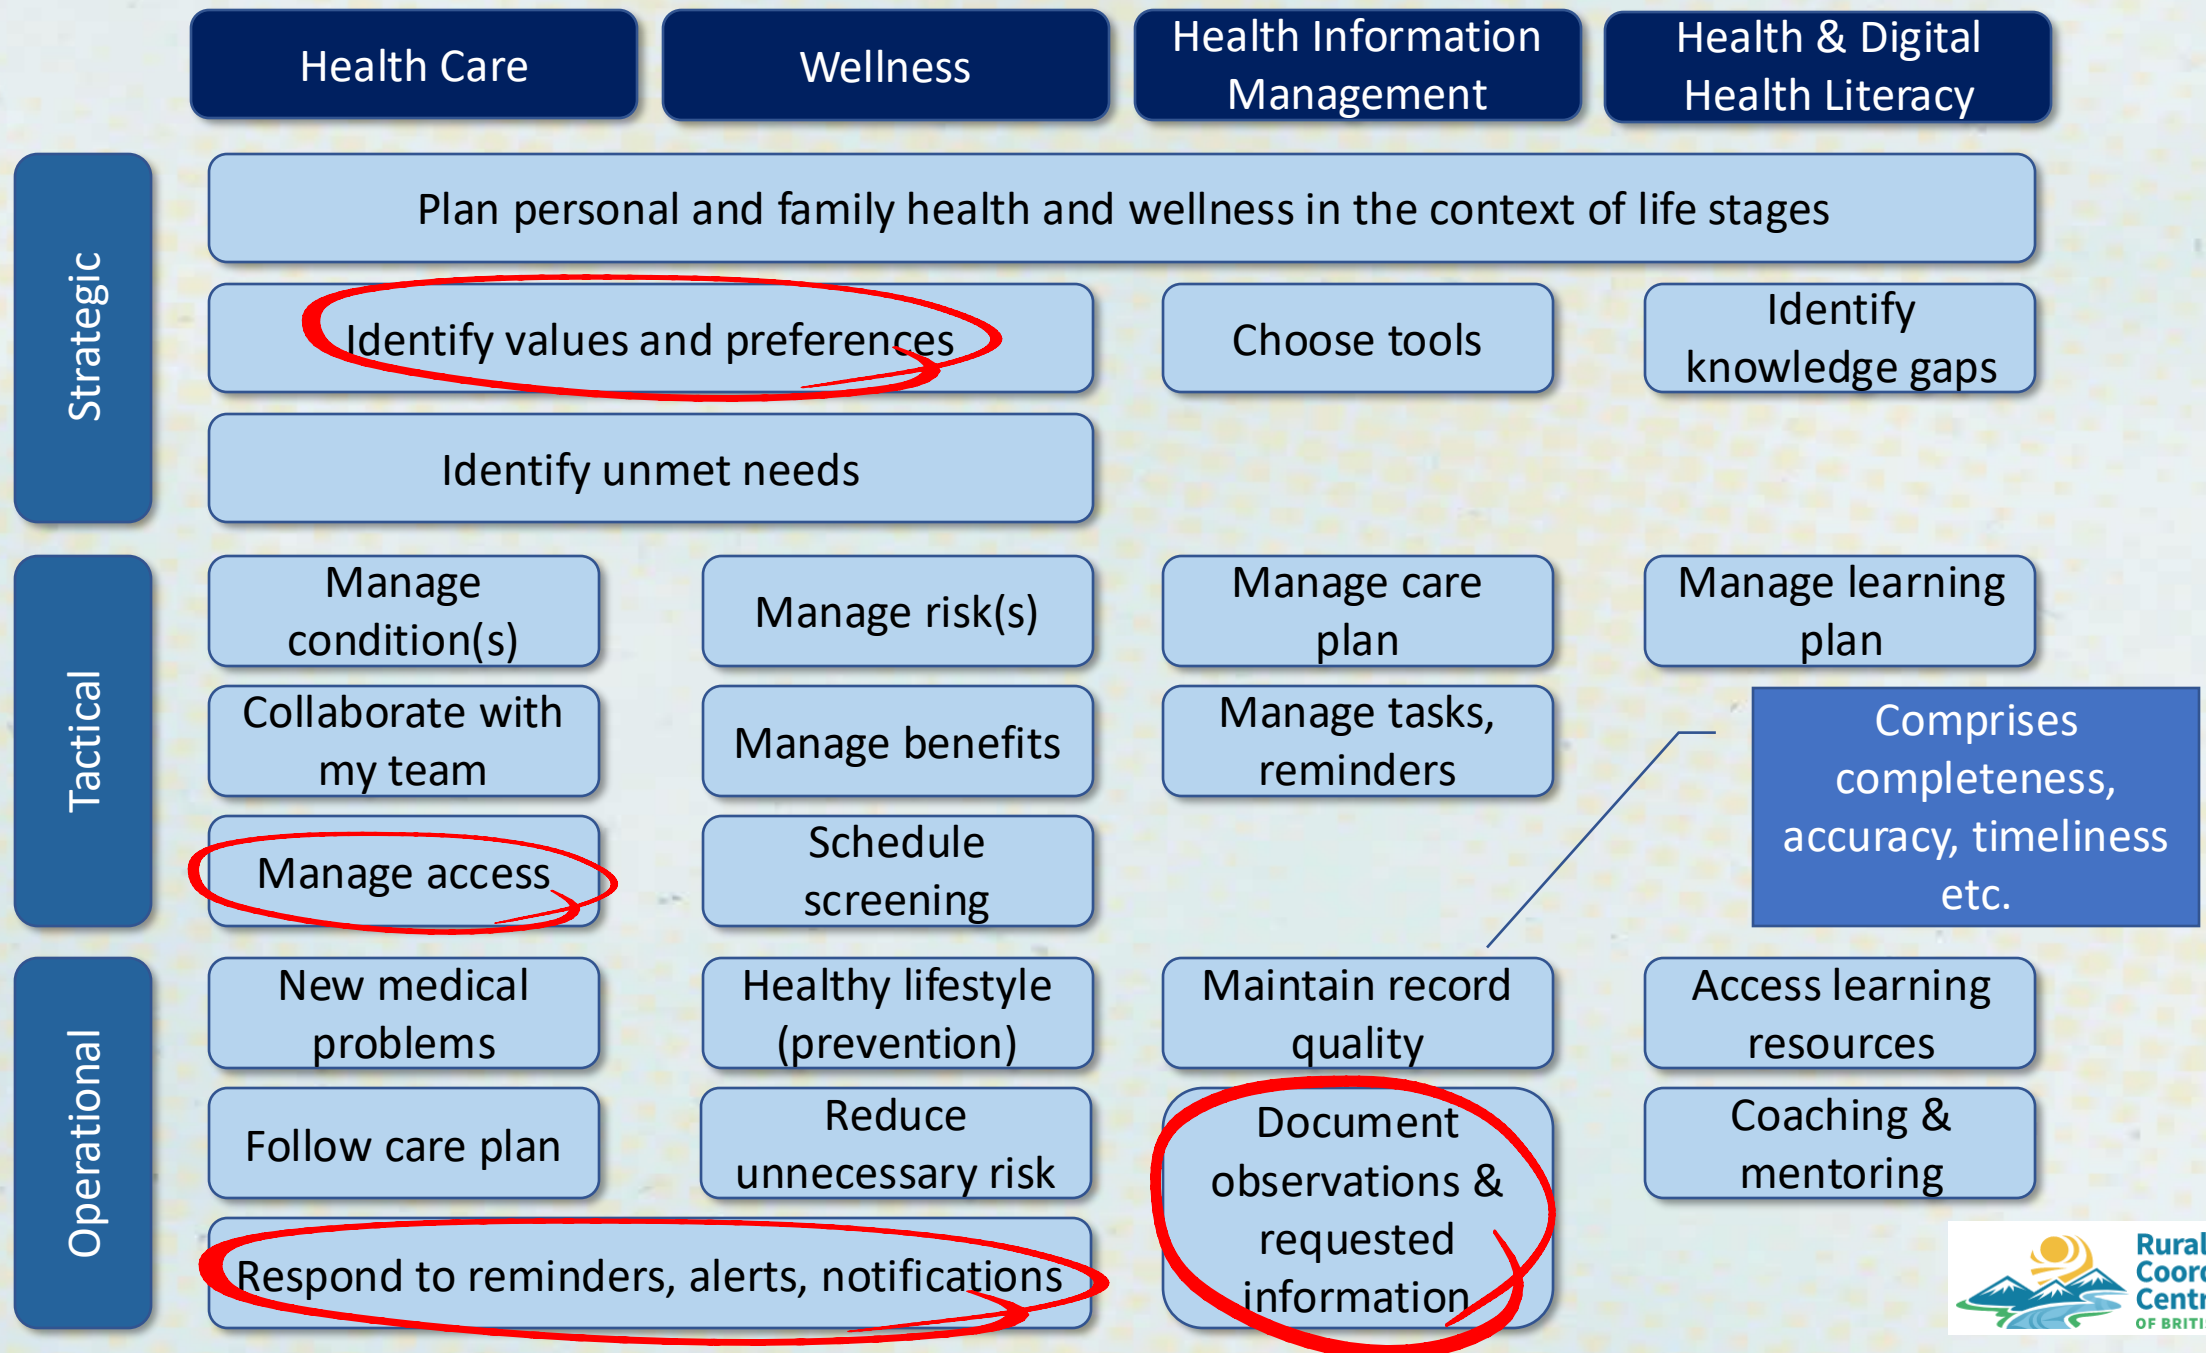 Health Care
Wellness
Health Information
Management
Health & Digital
Health Literacy
Strategic
Plan personal and family health and wellness in the context of life stages
Identify values and preferences
Choose tools
Identify
knowledge gaps
Identify unmet needs
Tactical
Manage
condition(s)
Manage risk(s)
Manage care
plan
Manage learning
plan
Collaborate with
my team
Manage benefits
Manage tasks,
reminders
Comprises
completeness,
accuracy, timeliness
etc.
Manage access
Schedule
screening
Operational
New medical
problems
Healthy lifestyle
(prevention)
Maintain record
quality
Access learning
resources
Follow care plan
Reduce
unnecessary risk
Document
observations &
requested
information
Coaching &
mentoring
Respond to reminders, alerts, notifications
Rural
Coord
Centr
OF BRITI